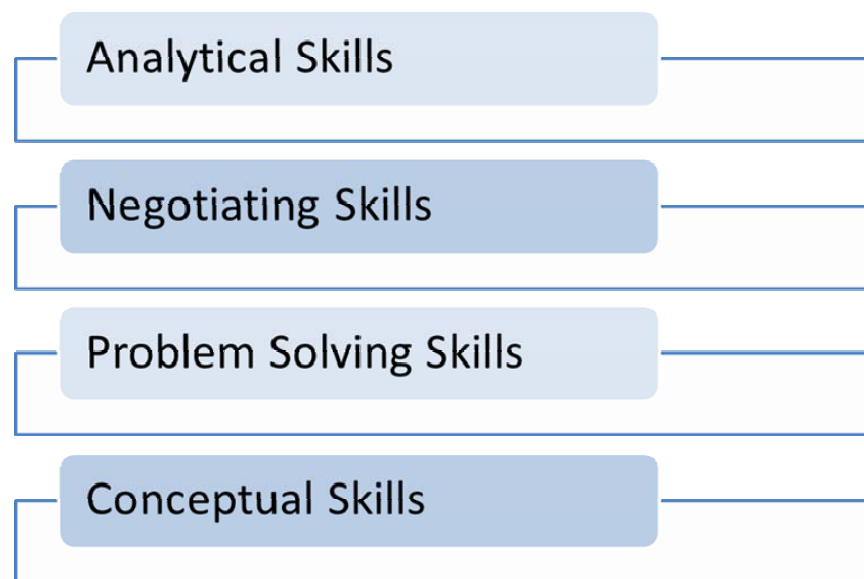 Analytical Skills
Negotiating Skills
Problem Solving Skills
Conceptual Skills